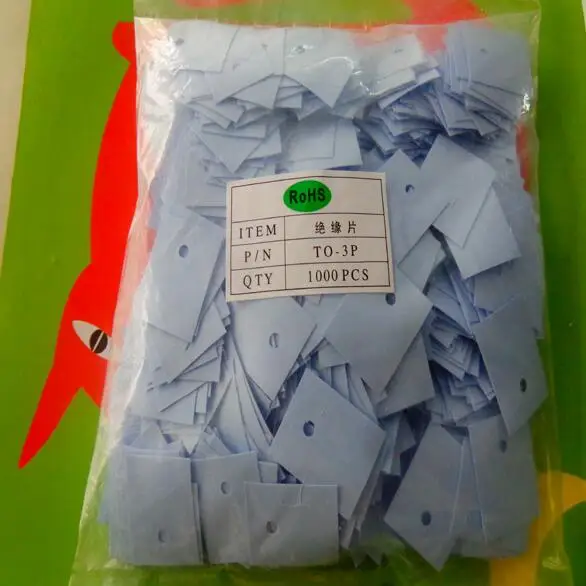 RoHS
ITEM 绝缘片
P/N TO-3P
QTY 1000PCS